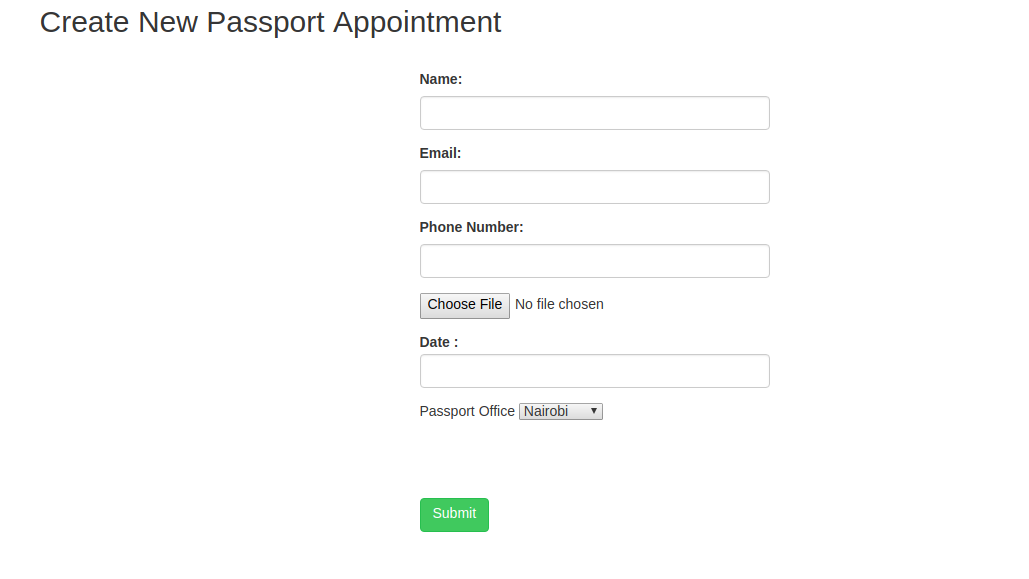 Create New Passport Appointment
Name:
Email:
Phone Number:
Choose File No file chosen
Date :
Passport Office Nairobi
Submit